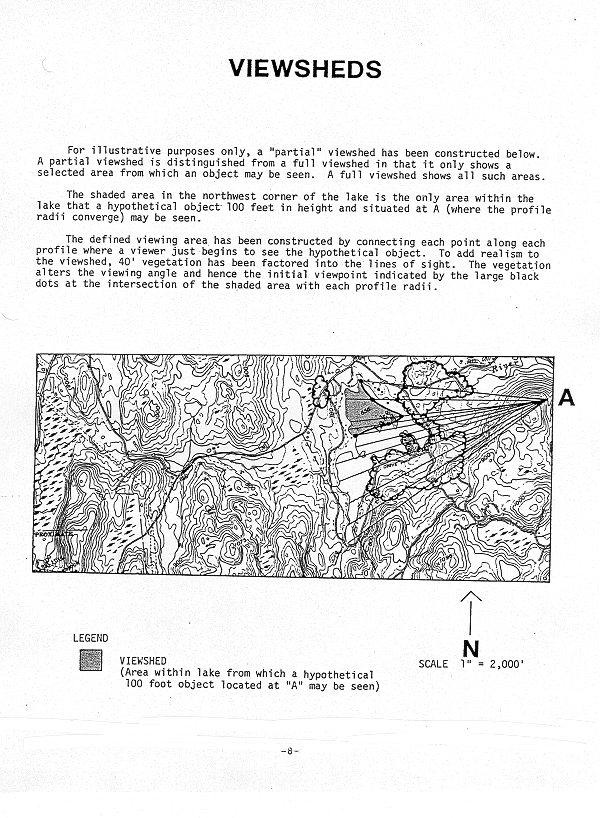 VIEWSHEDS
For illustrative purposes only, a "partial" viewshed has been constructed below.
A partial viewshed is distinguished from a full viewshed in that it only shows a
selected area from which an object may be seen. A full viewshed shows all such areas.
The shaded area in the northwest corner of the lake is the only area within the
lake that a hypothetical object 100 feet in height and situated at A (where the profile
radii converge) may be seen.
The defined viewing area has been constructed by connecting each point along each
profile where a viewer just begins to see the hypothetical object. To add realism to
the viewshed, 40' vegetation has been factored into the lines of sight. The vegetation
alters the viewing angle and hence the initial viewpoint indicated by the large black
dots at the intersection of the shaded area with each profile radii.
River
A
LEGEND
VIEWSHED
(Area within lake from which a hypothetical
100 foot object located at "A" may be seen)
N
SCALE 1" = 2,000'
-8-